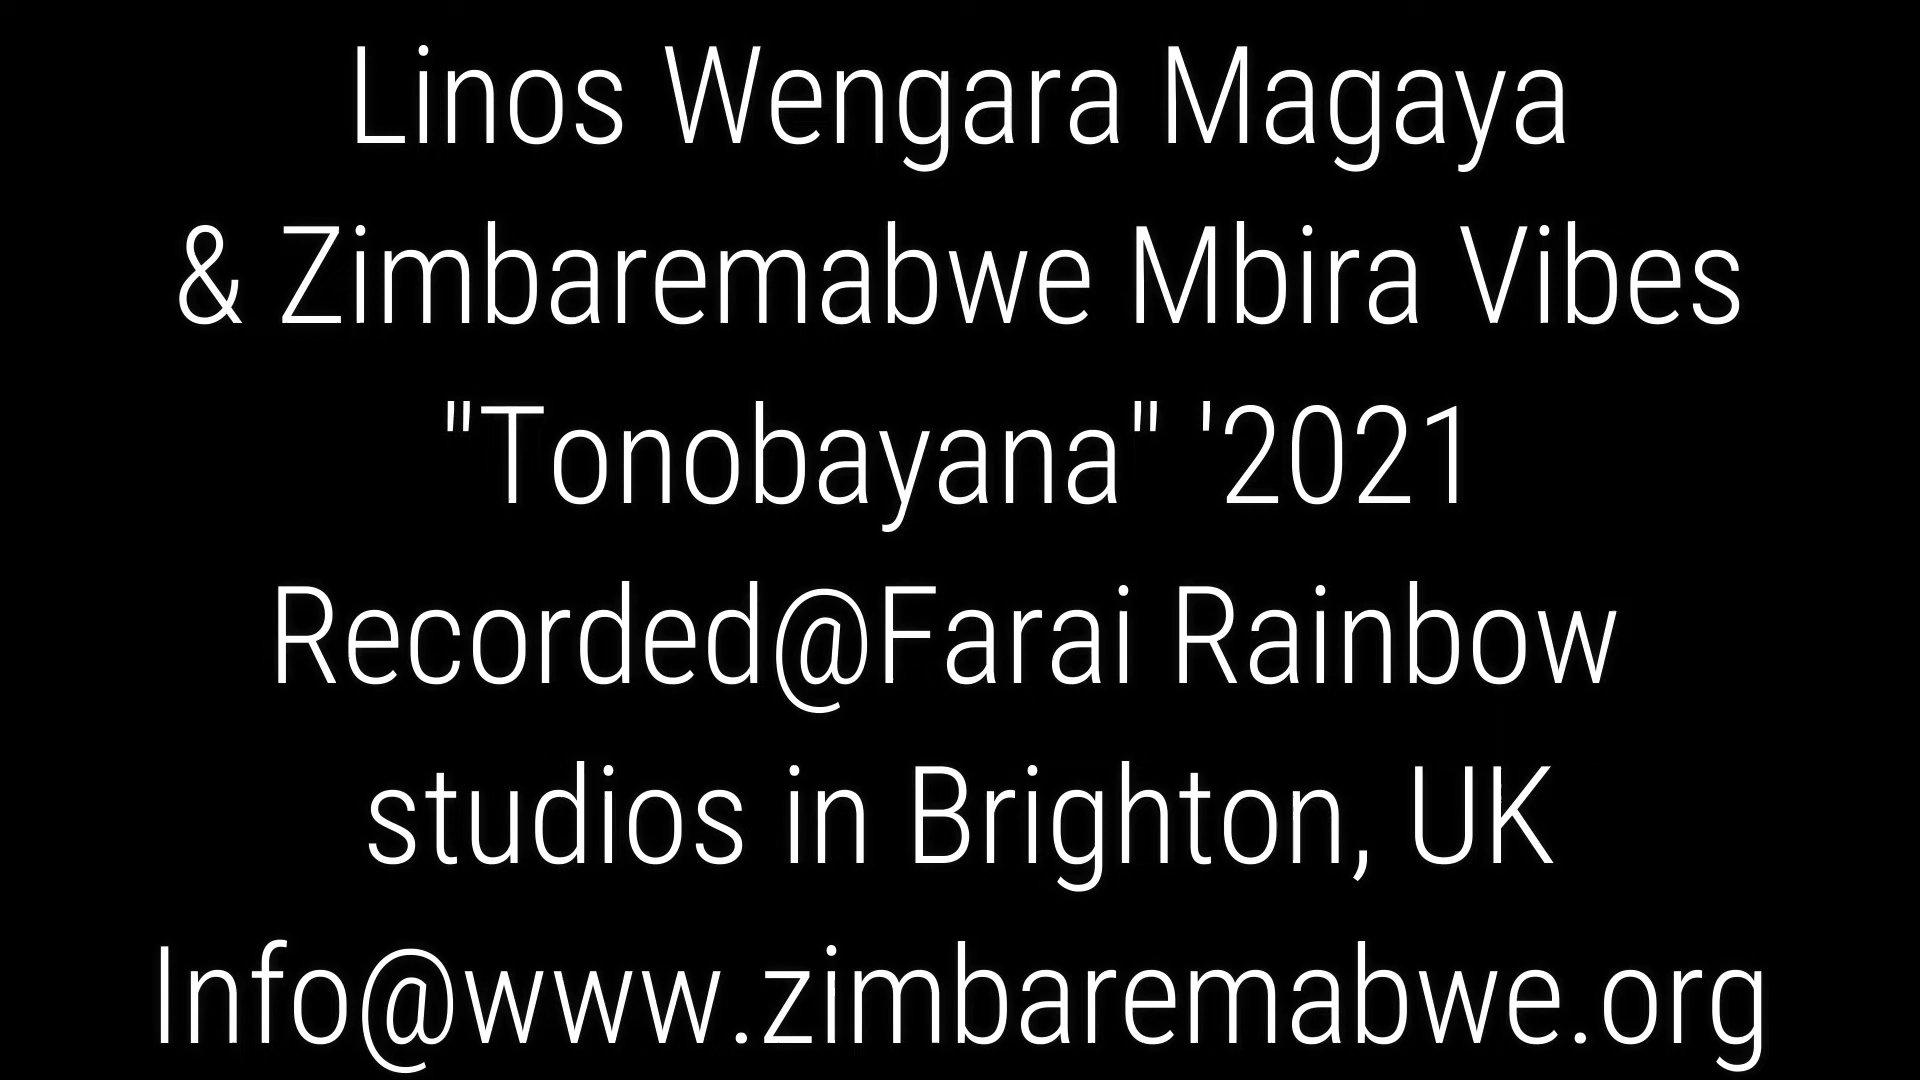 Linos Wengara Magaya
& Zimbaremabwe Mbira Vibes
"Tonobayana" '2021
Recorded@Farai Rainbow
studios in Brighton, UK
Info@www.zimbaremabwe.org